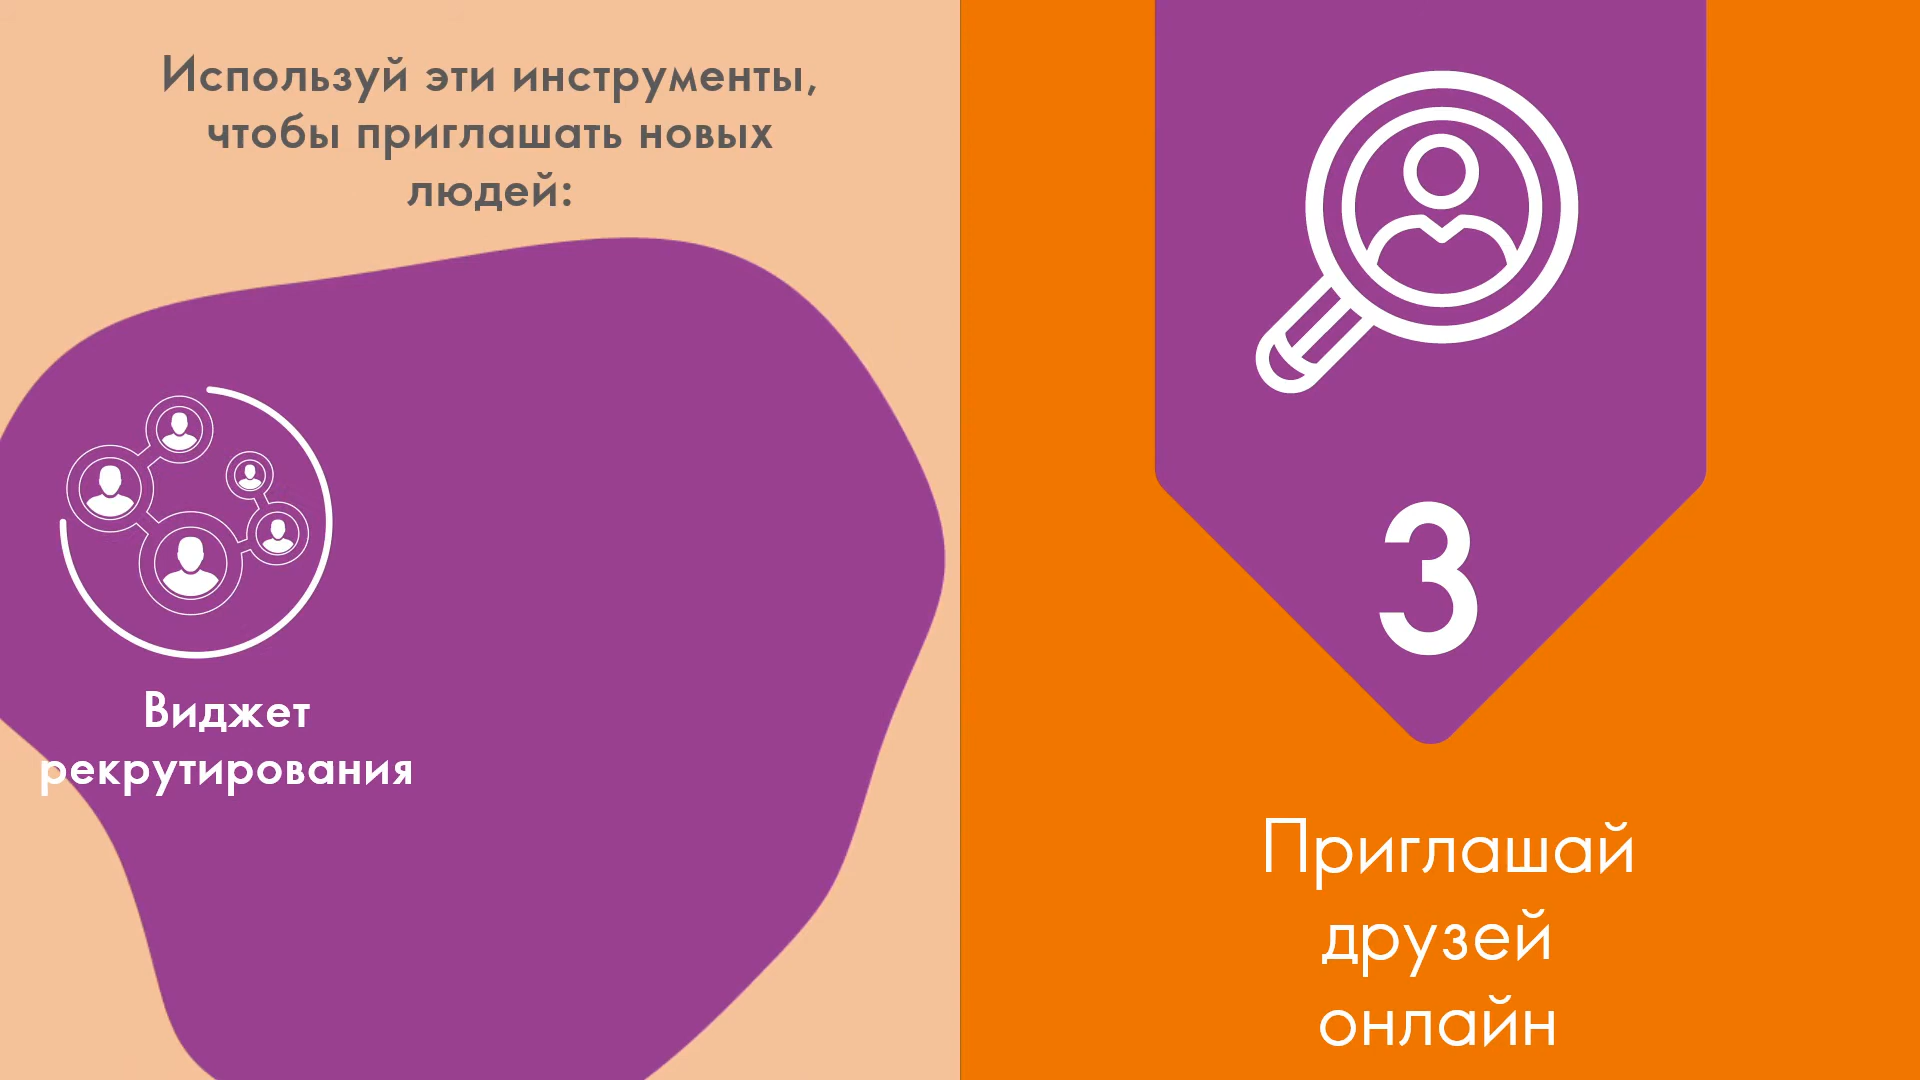 Используй эти инструменты,
чтобы приглашать новых
людей:
Виджет
рекрутирования
3
Приглашай
друзей
онлайн